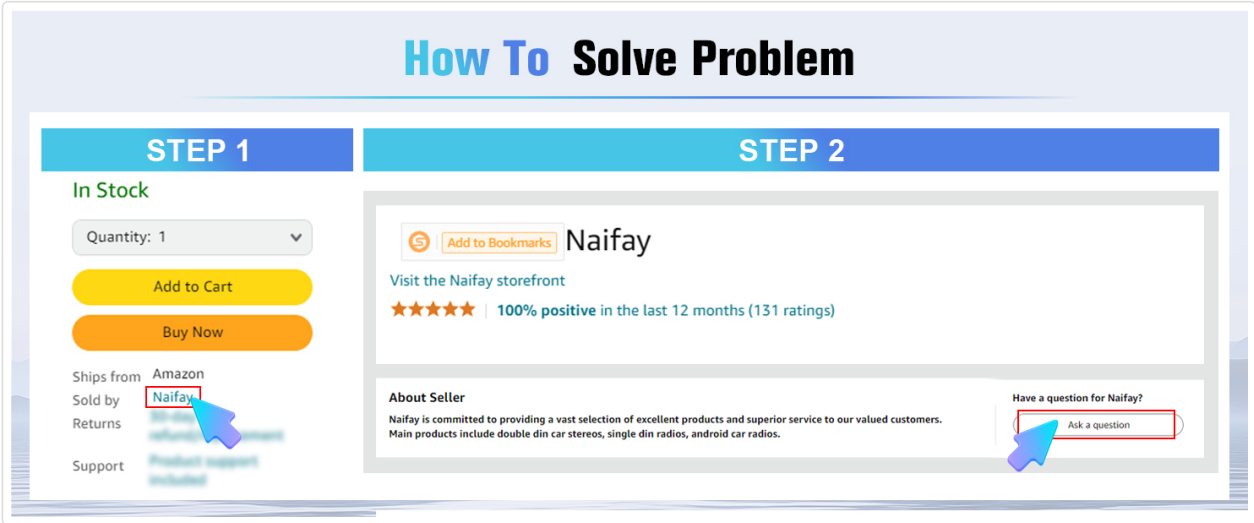 How To Solve Problem
STEP 1
In Stock
Quantity: 1
Add to Cart
Buy Now
Ships from Amazon
Sold by Naifay
Returns
Support
STEP 2
Add to Bookmarks Naifay
Visit the Naifay storefront
100% positive in the last 12 months (131 ratings)
About Seller
Naifay is committed to providing a vast selection of excellent products and superior service to our valued customers.
Main products include double din car stereos, single din radios, android car radios.
Have a question for Naifay?
Ask a question